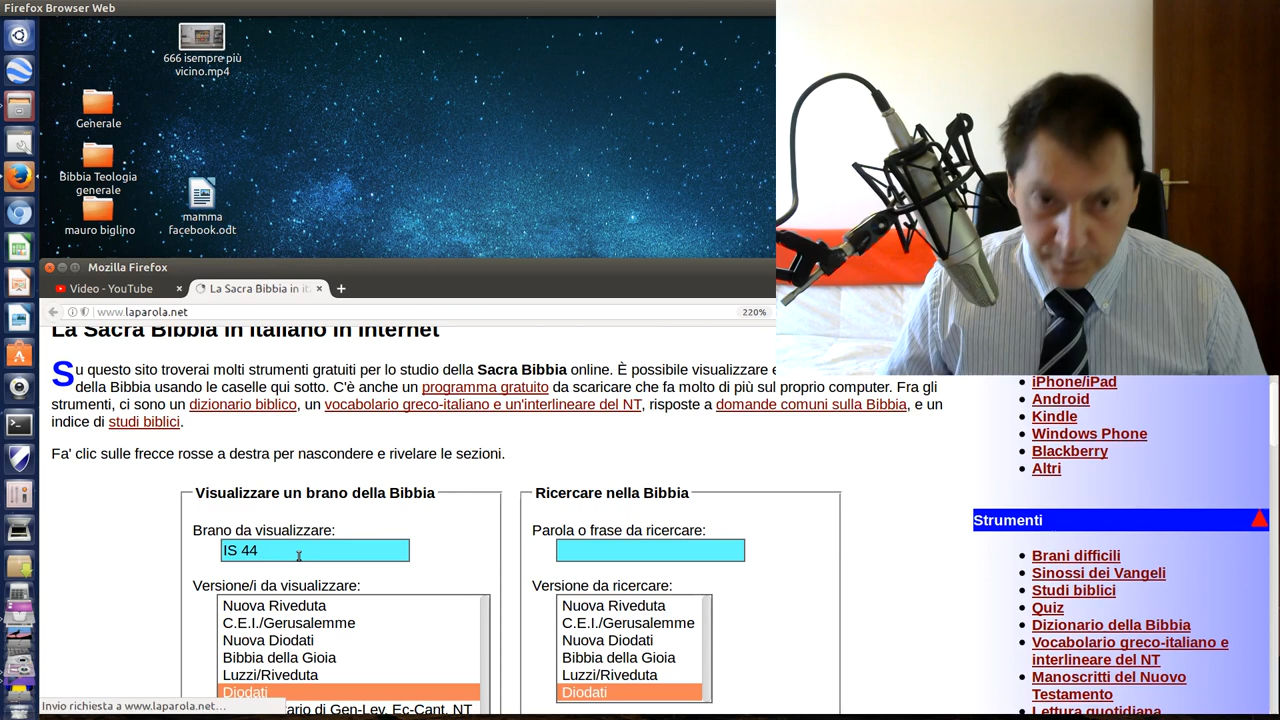 Firefox Browser Web
666 isempre più
vicino.mp4
Generale
Bibbia Teologia
generale
mauro biglino
mamma
facebook.odt
Mozilla Firefox
Video - YouTube
La Sacra Bibbia in it
www.laparola.net
220%
La Sacra Bibbia in italiano in Internet
Su questo sito troverai molti strumenti gratuiti per lo studio della Sacra Bibbia online. È possibile visualizzare e
della Bibbia usando le caselle qui sotto. C'è anche un programma gratuito da scaricare che fa molto di più sul proprio computer. Fra gli
strumenti, ci sono un dizionario biblico, un vocabolario greco-italiano e un'interlineare del NT, risposte a domande comuni sulla Bibbia, e un
indice di studi biblici.
Fa' clic sulle frecce rosse a destra per nascondere e rivelare le sezioni.
Visualizzare un brano della Bibbia
Brano da visualizzare:
IS 44
Versione/i da visualizzare:
Nuova Riveduta
C.E.I./Gerusalemme
Nuova Diodati
Bibbia della Gioia
Luzzi/Riveduta
Diodati
ario di Gen-Lev, Ec-Cant, NT
Ricercare nella Bibbia
Parola o frase da ricercare:
Versione da ricercare:
Nuova Riveduta
C.E.I./Gerusalemme
Nuova Diodati
Bibbia della Gioia
Luzzi/Riveduta
Diodati
iPhone/iPad
Android
Kindle
Windows Phone
Blackberry
Altri
Strumenti
Brani difficili
Sinossi dei Vangeli
Studi biblici
Quiz
Dizionario della Bibbia
Vocabolario greco-italiano e
interlineare del NT
Manoscritti del Nuovo
Testamento
Lettura quotidiana
Invio richiesta a www.laparola.net…